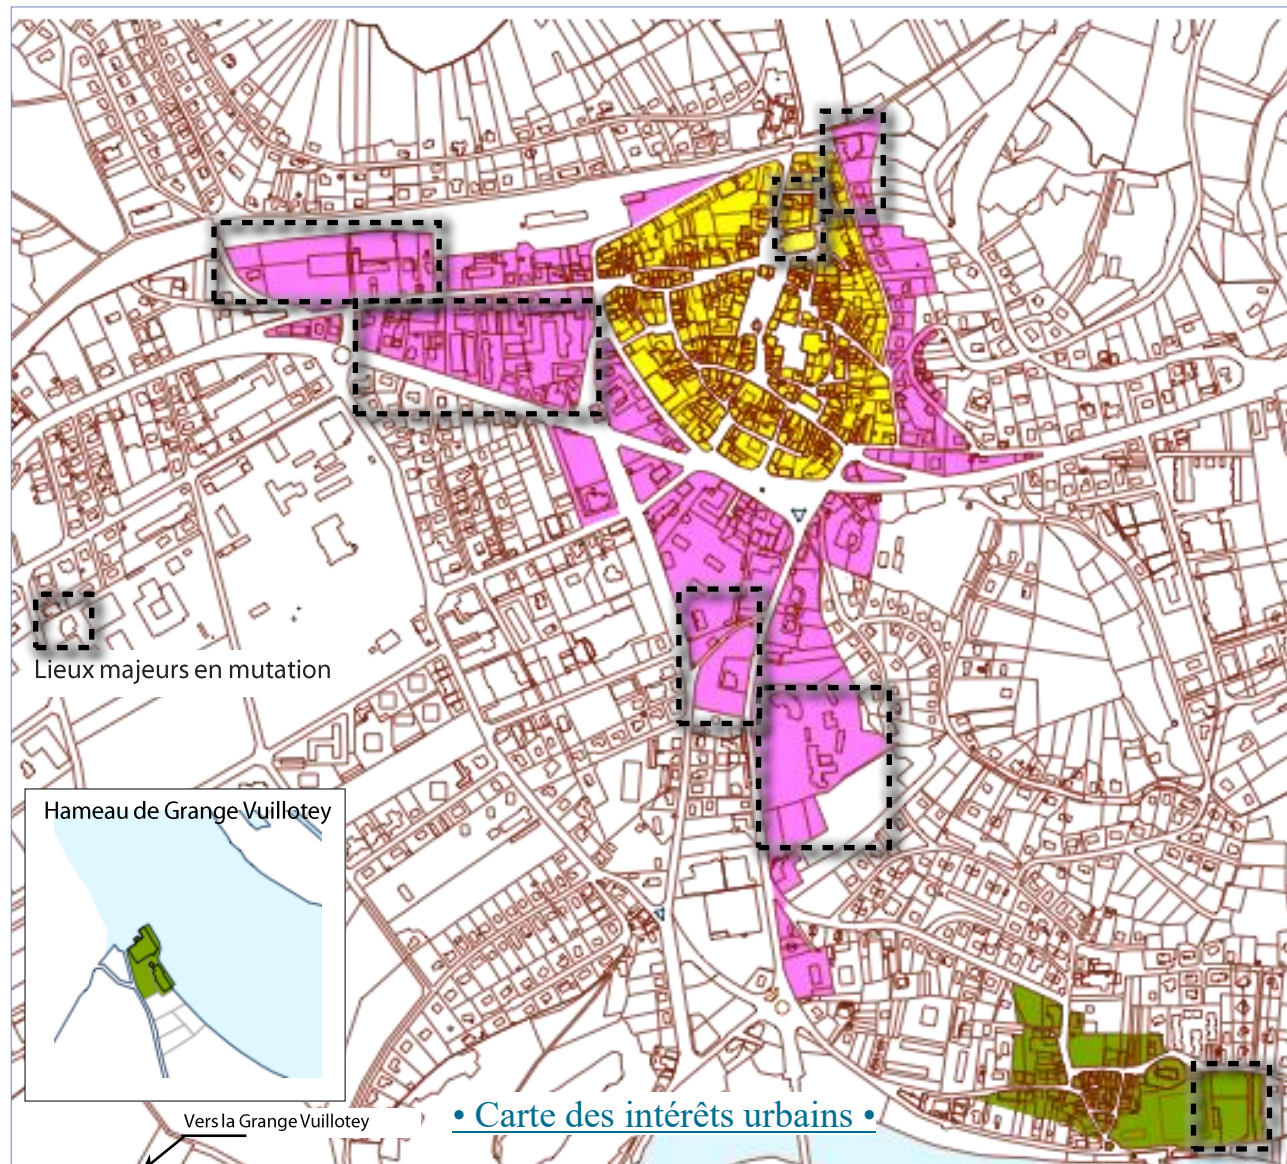 Lieux majeurs en mutation
Hameau de Grange Vuillotey
Vers la Grange Vuillotey
• Carte des intérêts urbains •